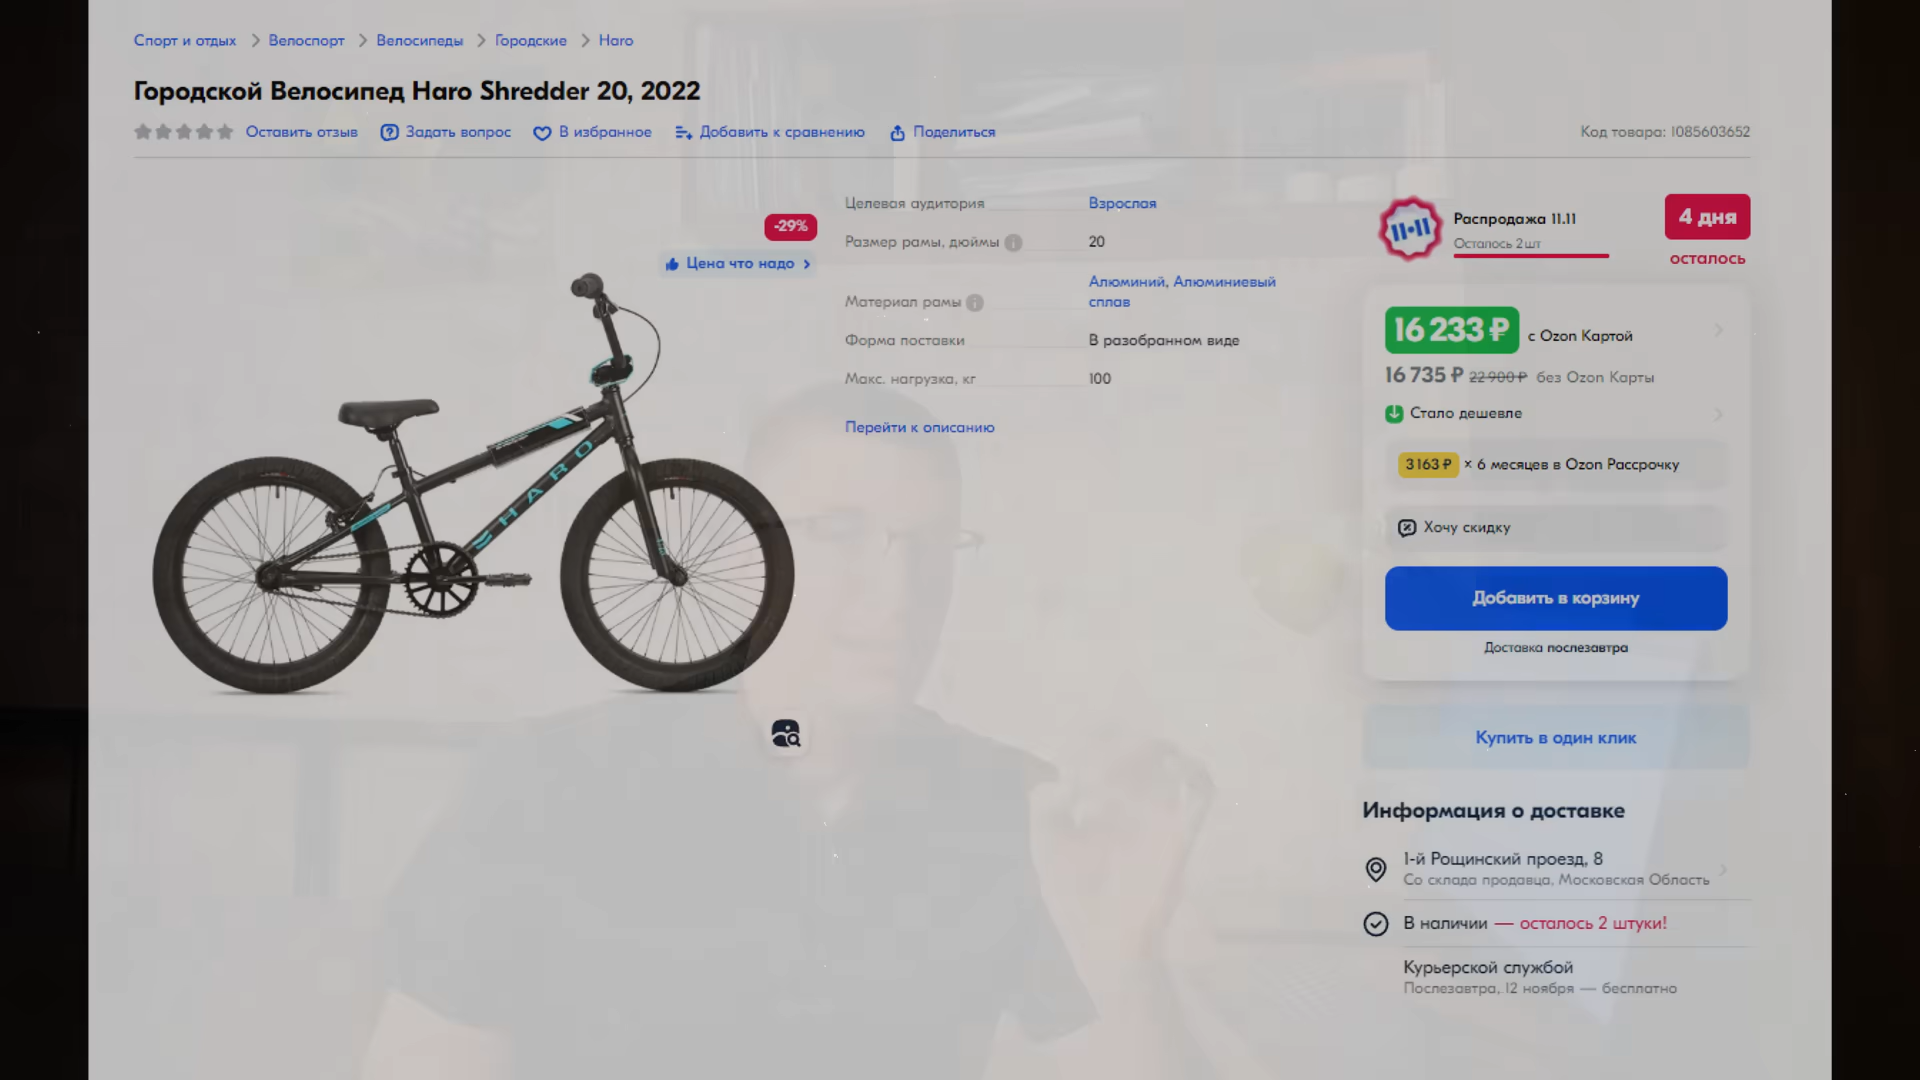 Спорт и отдых > Велоспорт > Велосипеды > Городские > Haro
Городской Велосипед Haro Shredder 20, 2022
Оставить отзыв Задать вопрос В избранное Добавить к сравнению Поделиться
Код товара: 1085603652
-29%
Цена что надо >
HARO
Целевая аудитория Взрослая
Размер рамы, дюймы 20
Материал рамы Алюминий, Алюминиевый
сплав
Форма поставки В разобранном виде
Макс. нагрузка, кг 100
Перейти к описанию
11•11
Распродажа 11.11
Осталось 2 шт
4 дня
осталось
16 233 ₽ с Ozon Картой
16 735 ₽ 22 900 ₽ без Ozon Карты
Стало дешевле
3 163 ₽ × 6 месяцев в Ozon Рассрочку
Хочу скидку
Добавить в корзину
Доставка послезавтра
Купить в один клик
Информация о доставке
1-й Рощинский проезд, 8
Со склада продавца, Московская Область
В наличии — осталось 2 штуки!
Курьерской службой
Послезавтра, 12 ноября — бесплатно